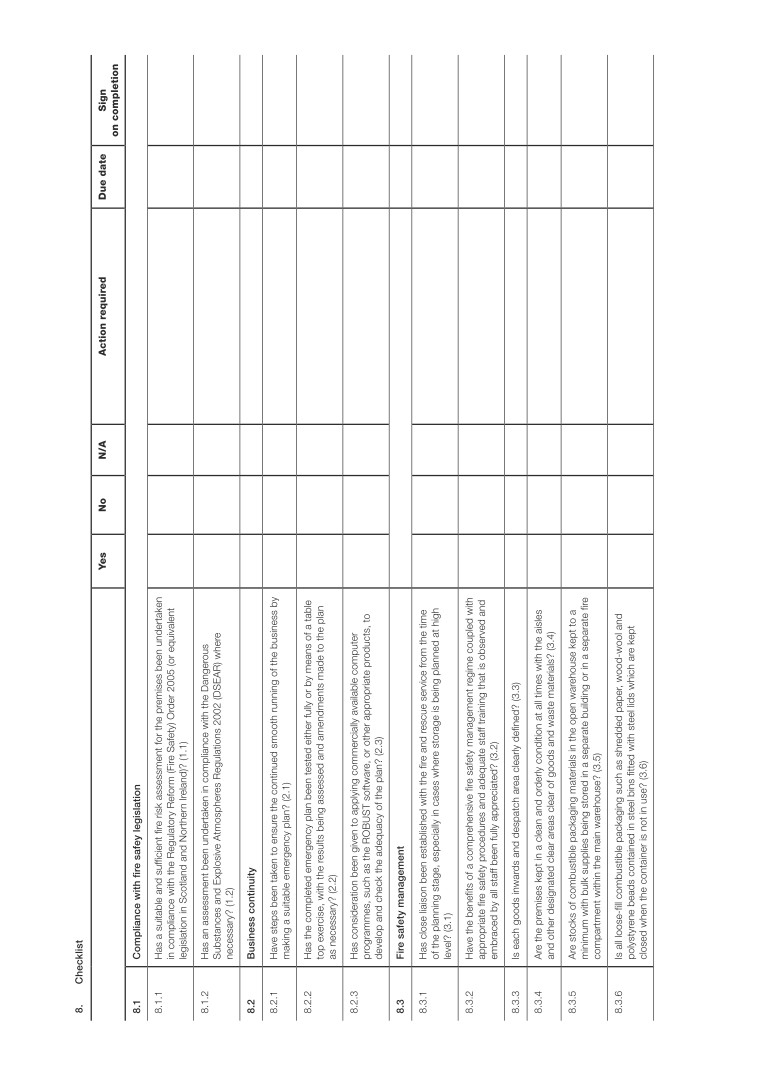 8. Checklist
Yes No N/A Action required Due date Sign
on completion
8.1 Compliance with fire safey legislation
8.1.1 Has a suitable and sufficient fire risk assessment for the premises been undertaken
in compliance with the Regulatory Reform (Fire Safety) Order 2005 (or equivalent
legislation in Scotland and Northern Ireland)? (1.1)
8.1.2 Has an assessment been undertaken in compliance with the Dangerous
Substances and Explosive Atmospheres Regulations 2002 (DSEAR) where
necessary? (1.2)
8.2 Business continuity
8.2.1 Have steps been taken to ensure the continued smooth running of the business by
making a suitable emergency plan? (2.1)
8.2.2 Has the completed emergency plan been tested either fully or by means of a table
top exercise, with the results being assessed and amendments made to the plan
as necessary? (2.2)
8.2.3 Has consideration been given to applying commercially available computer
programmes, such as the ROBUST software, or other appropriate products, to
develop and check the adequacy of the plan? (2.3)
8.3 Fire safety management
8.3.1 Has close liaison been established with the fire and rescue service from the time
of the planning stage, especially in cases where storage is being planned at high
level? (3.1)
8.3.2 Have the benefits of a comprehensive fire safety management regime coupled with
appropriate fire safety procedures and adequate staff training that is observed and
embraced by all staff been fully appreciated? (3.2)
8.3.3 Is each goods inwards and despatch area clearly defined? (3.3)
8.3.4 Are the premises kept in a clean and orderly condition at all times with the aisles
and other designated clear areas clear of goods and waste materials? (3.4)
8.3.5 Are stocks of combustible packaging materials in the open warehouse kept to a
minimum with bulk supplies being stored in a separate building or in a separate fire
compartment within the main warehouse? (3.5)
8.3.6 Is all loose-fill combustible packaging such as shredded paper, wood-wool and
polystyrene beads contained in steel bins fitted with steel lids which are kept
closed when the container is not in use? (3.6)